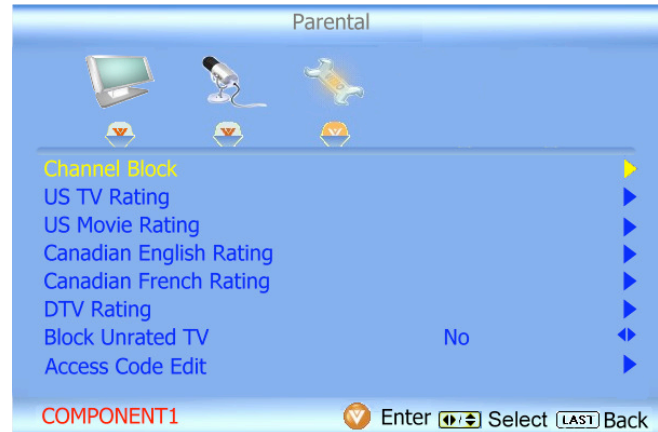 Parental
Channel Block
US TV Rating
US Movie Rating
Canadian English Rating
Canadian French Rating
DTV Rating
Block Unrated TV No
Access Code Edit
COMPONENT1 Enter Select LAST Back